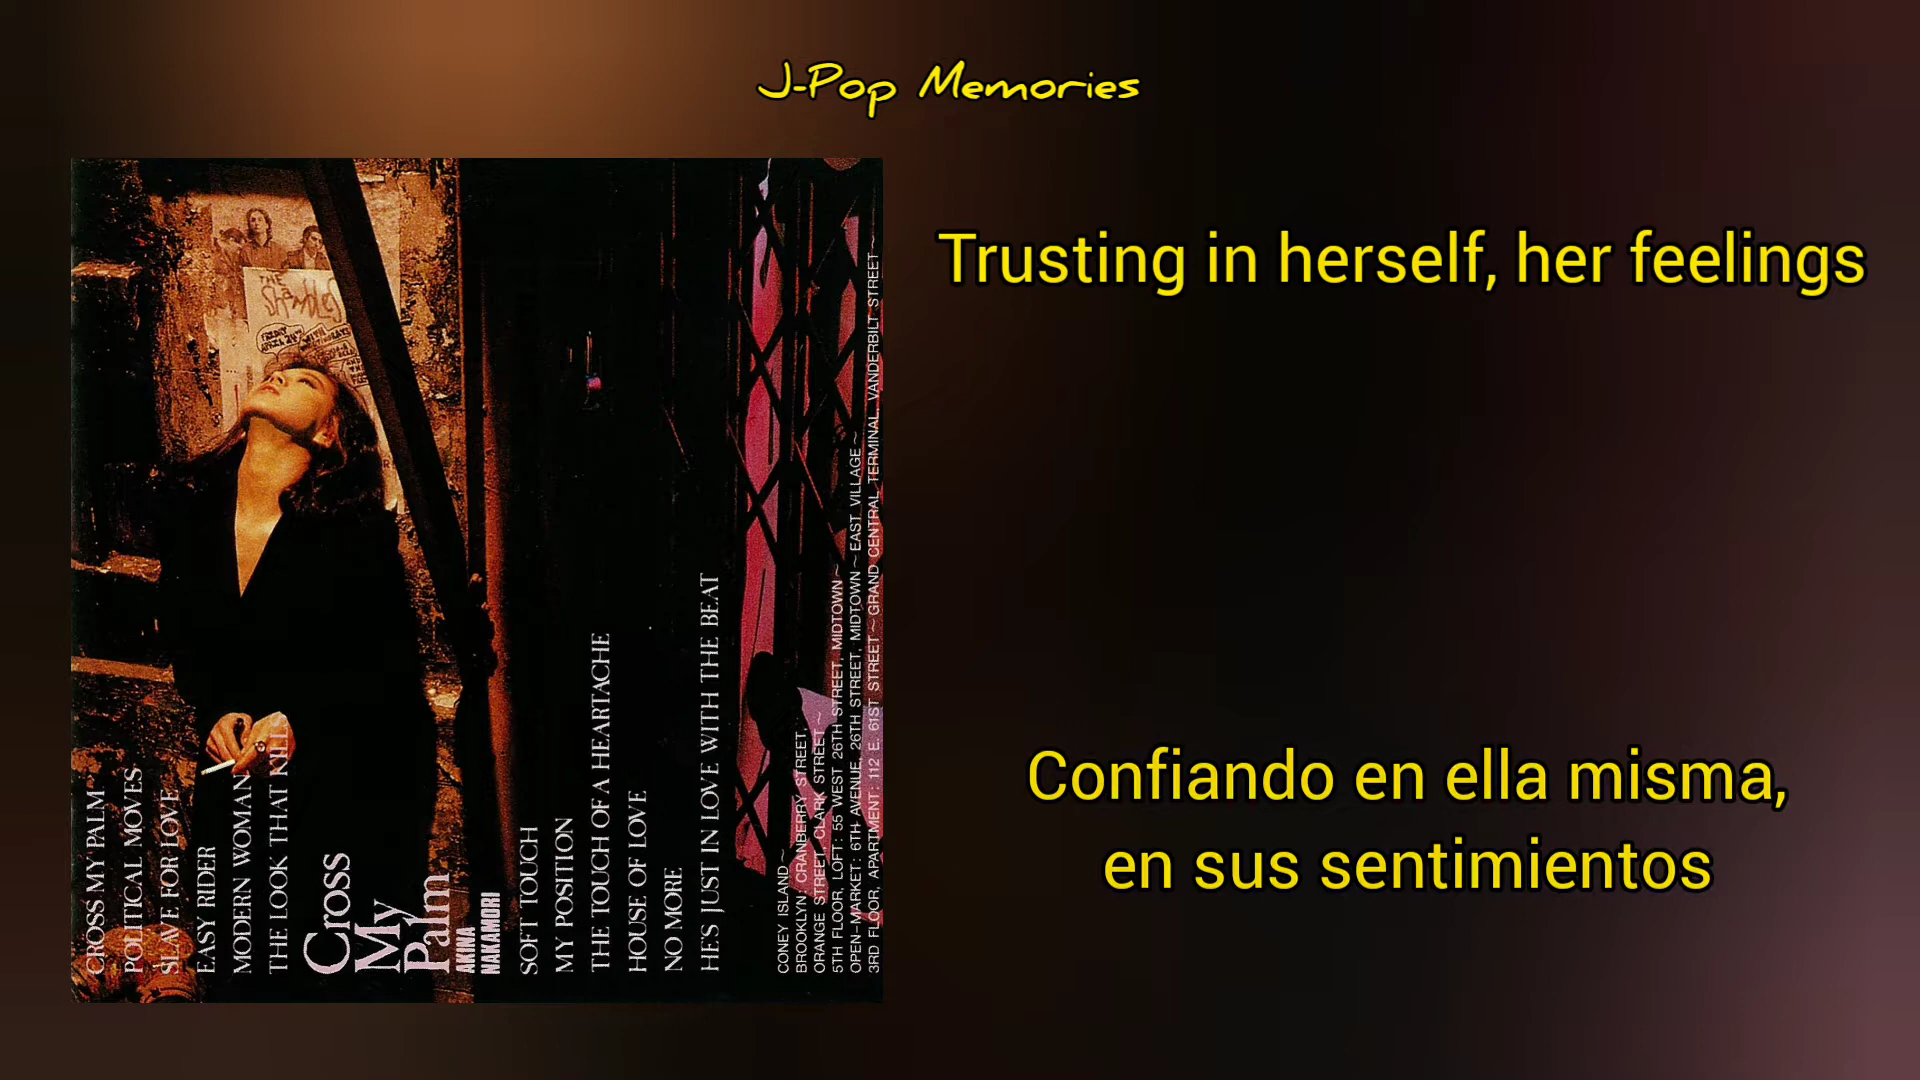 J-Pop Memories
Trusting in herself, her feelings
Confiando en ella misma,
en sus sentimientos
THE
Shambles
CROSS MY PALM
POLITICAL MOVES
SLAVE FOR LOVE
EASY RIDER
MODERN WOMAN
THE LOOK THAT KILLS
Cross
My
Palm
AKINA
NAKAMORI
SOFT TOUCH
MY POSITION
THE TOUCH OF A HEARTACHE
HOUSE OF LOVE
NO MORE
HE'S JUST IN LOVE WITH THE BEAT
CONEY ISLAND~
BROOKLYN CRANBERRY STREET,
ORANGE STREET, CLARK STREET~
5TH FLOOR, LOFT: 55 WEST 26TH STREET, MIDTOWN~
OPEN-MARKET: 6TH AVENUE, 26TH STREET, MIDTOWN~EAST VILLAGE~
3RD FLOOR, APARTMENT: 112 E. 61ST STREET~GRAND CENTRAL TERMINAL, VANDERBILT STREET~